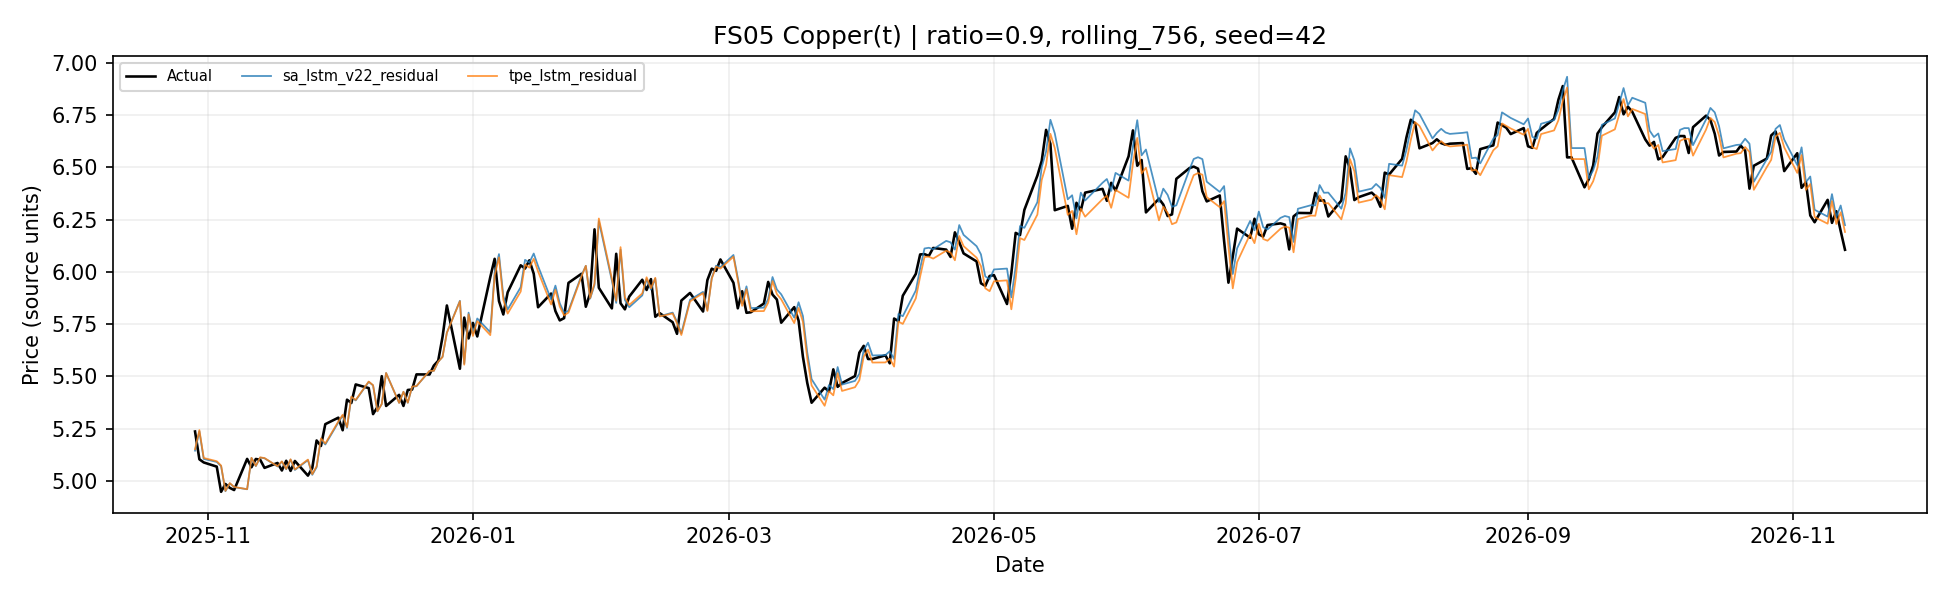 FS05 Copper(t) | ratio=0.9, rolling_756, seed=42
Actual sa_lstm_v22_residual tpe_lstm_residual
Price (source units)
7.00
6.75
6.50
6.25
6.00
5.75
5.50
5.25
5.00
2025-11 2026-01 2026-03 2026-05 2026-07 2026-09 2026-11
Date